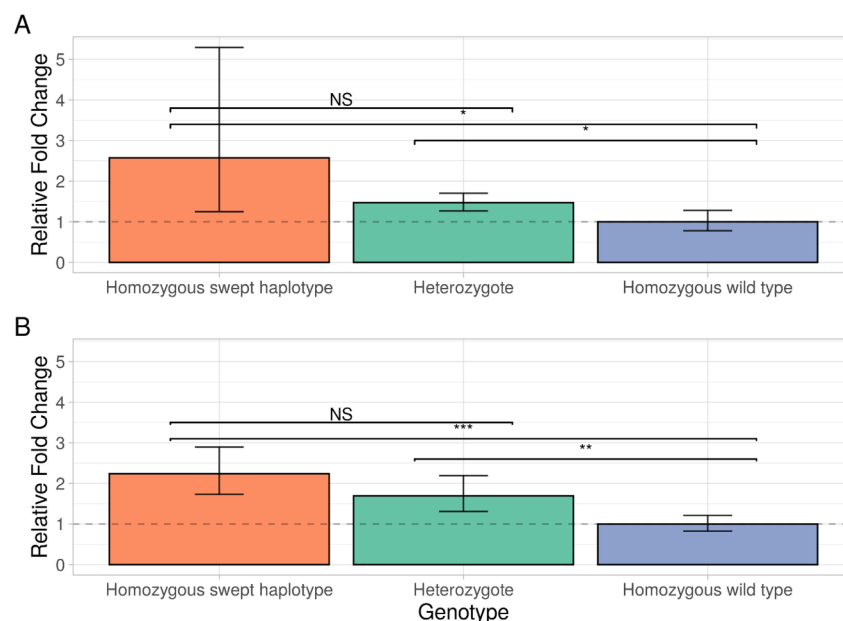 A
Relative Fold Change
5
4
3
2
1
0
NS
*
*
Homozygous swept haplotype
Heterozygote
Homozygous wild type
B
Relative Fold Change
5
4
3
2
1
0
NS
***
**
Homozygous swept haplotype
Heterozygote
Homozygous wild type
Genotype